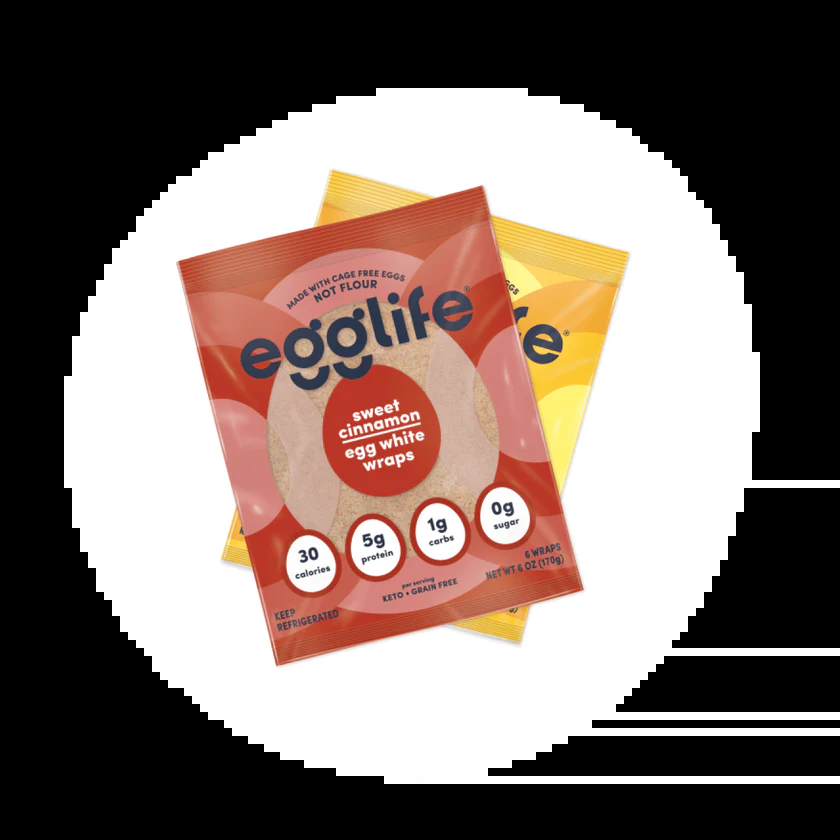 MADE WITH CAGE FREE EGGS
NOT FLOUR
egglife®
sweet
cinnamon
egg white
wraps
30
calories
5g
protein
1g
carbs
0g
sugar
per serving
KETO • GRAIN FREE
KEEP
REFRIGERATED
6 WRAPS
NET WT 6 OZ (170g)